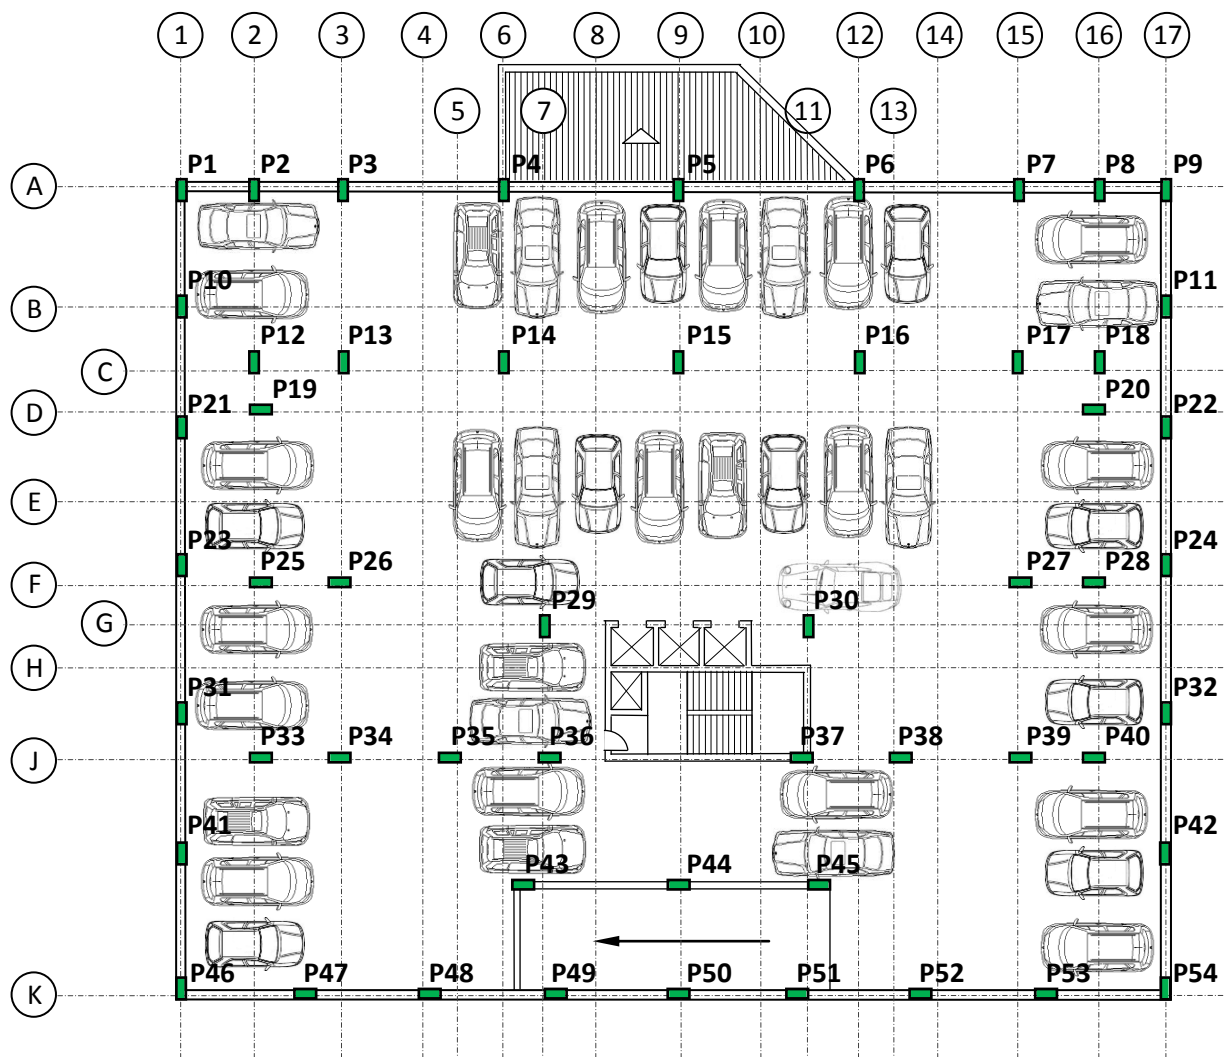 1 2 3 4 6 8 9 10 12 14 15 16 17
5 7 11 13
A P1 P2 P3 P4 P5 P6 P7 P8 P9
P10 P11
B
P12 P13 P14 P15 P16 P17 P18
C
P19 P20
D P21 P22
E
P23 P24
P25 P26 P27 P28
F
P29 P30
G
H
P31 P32
P33 P34 P35 P36 P37 P38 P39 P40
J
P41 P42
P43 P44 P45
P46 P47 P48 P49 P50 P51 P52 P53 P54
K